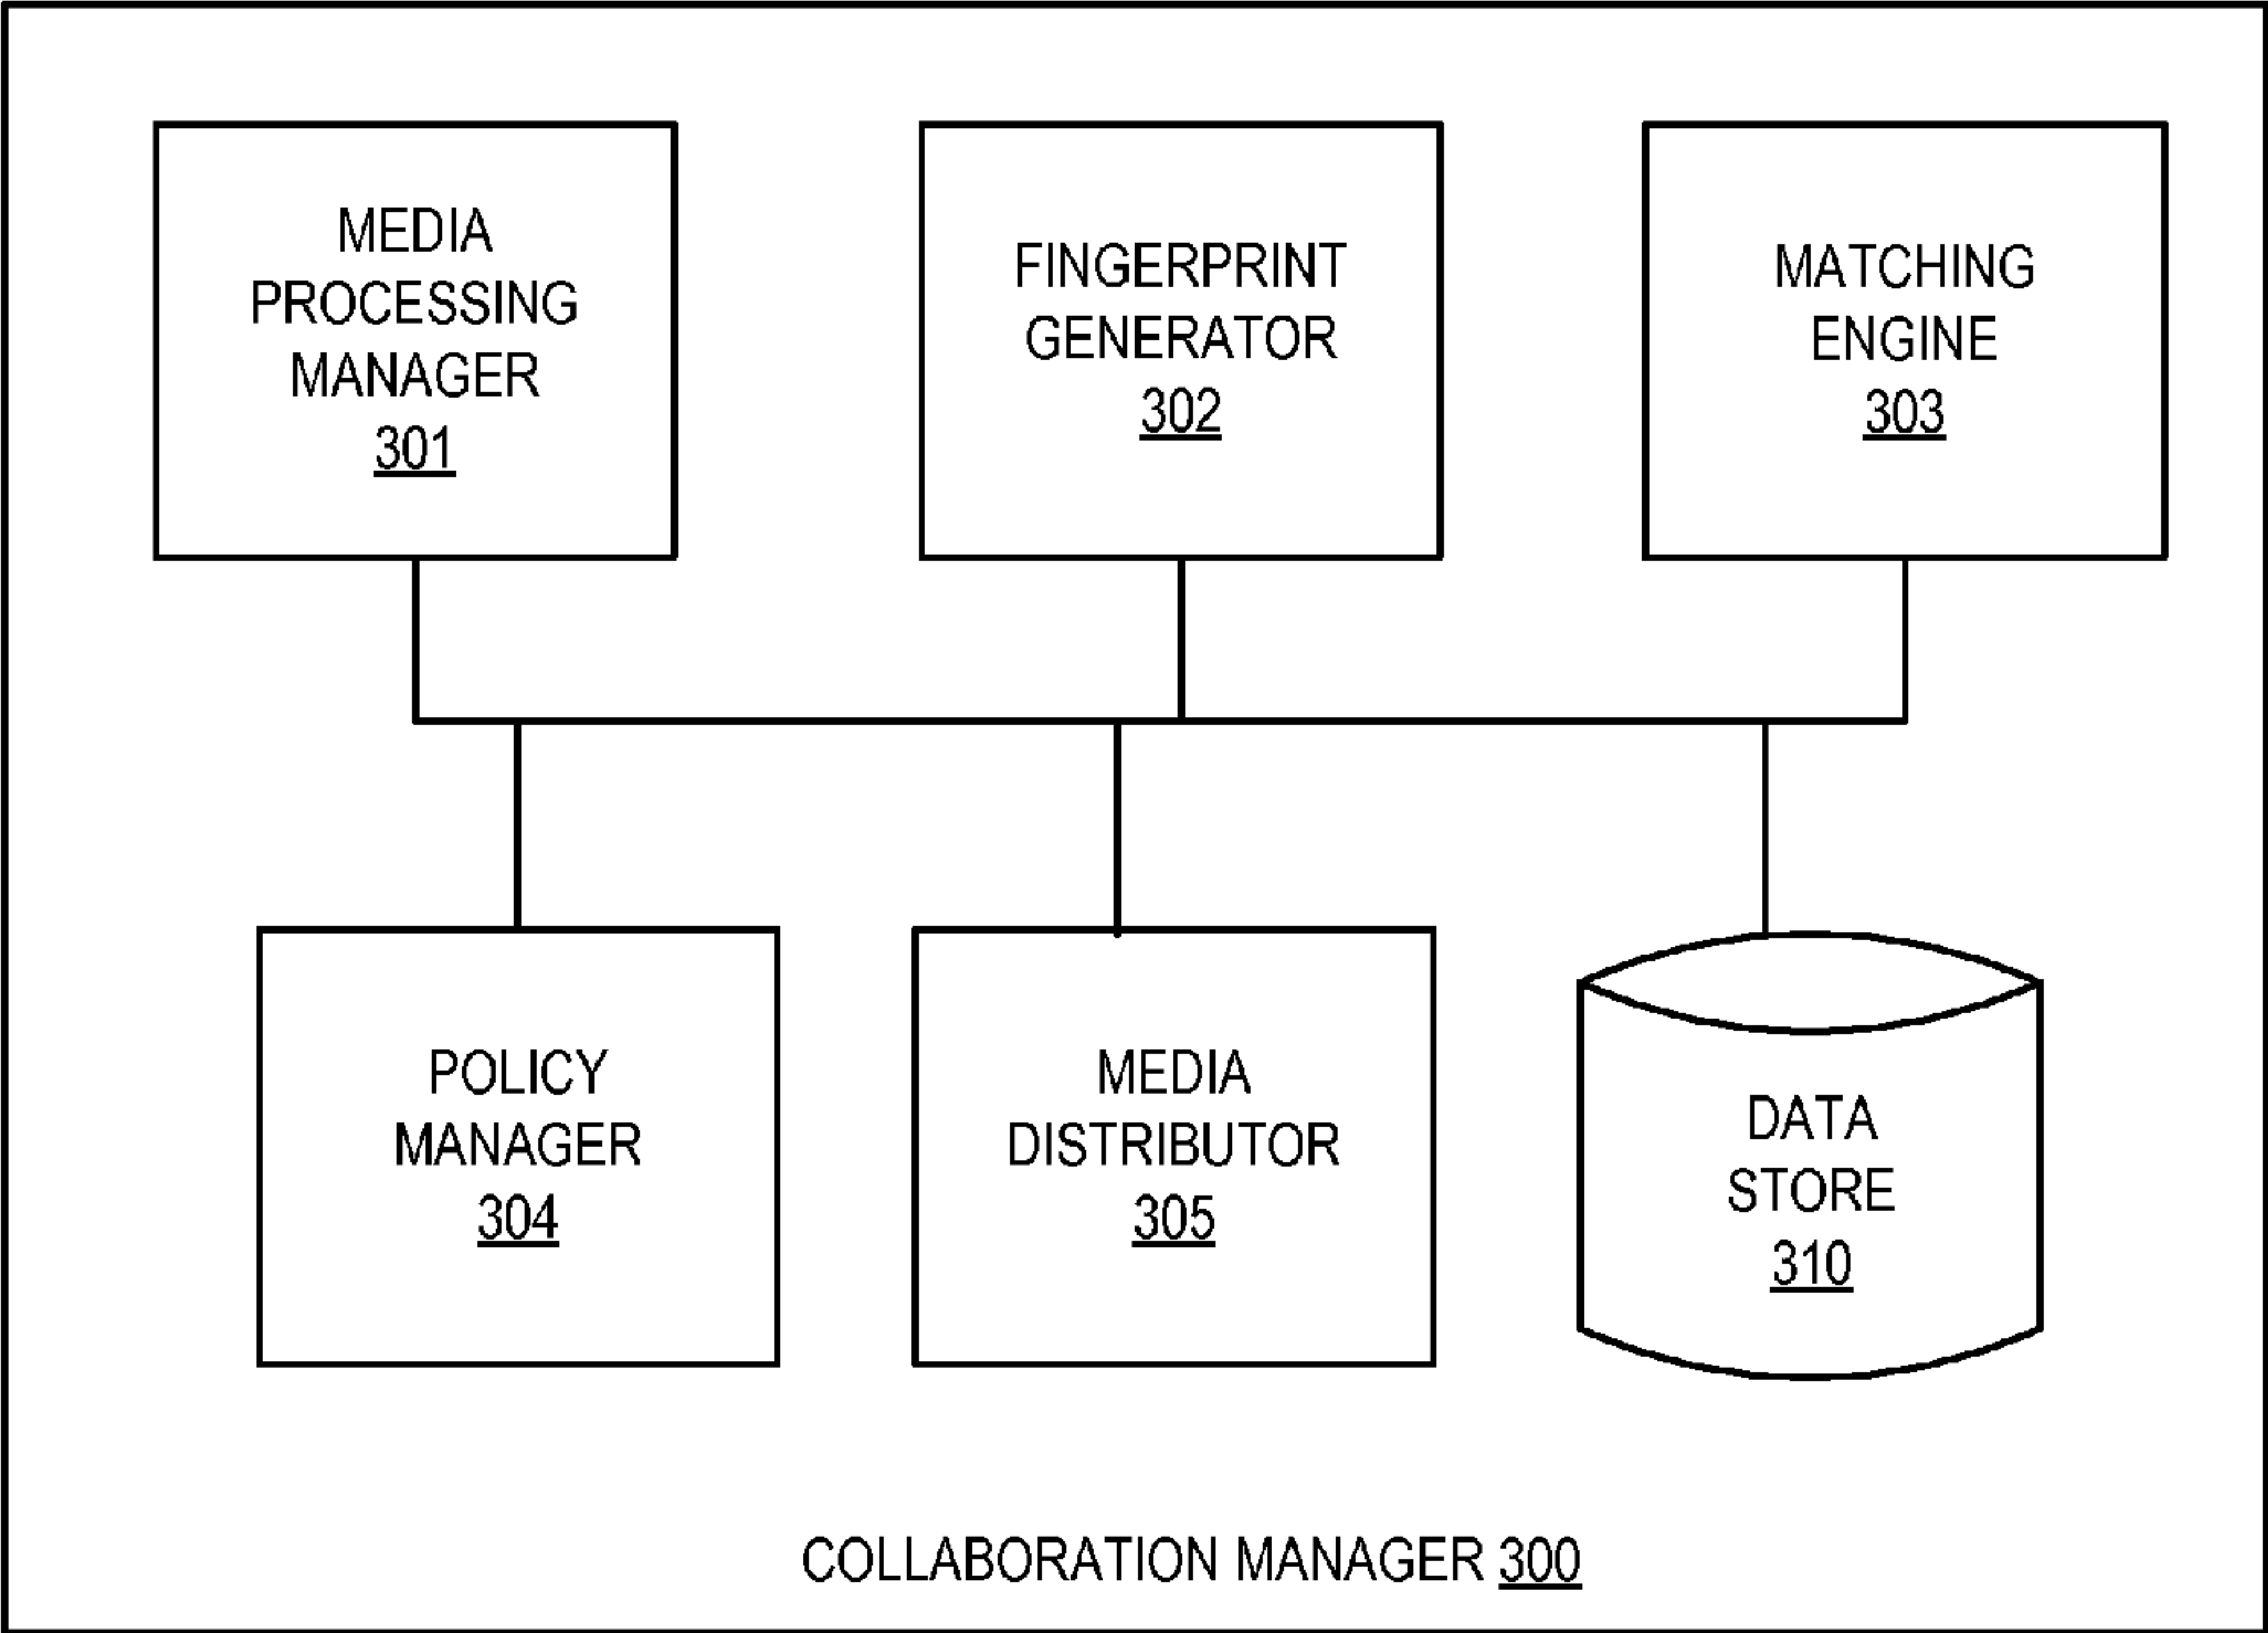 MEDIA
PROCESSING
MANAGER
301
FINGERPRINT
GENERATOR
302
MATCHING
ENGINE
303
POLICY
MANAGER
304
MEDIA
DISTRIBUTOR
305
DATA
STORE
310
COLLABORATION MANAGER 300